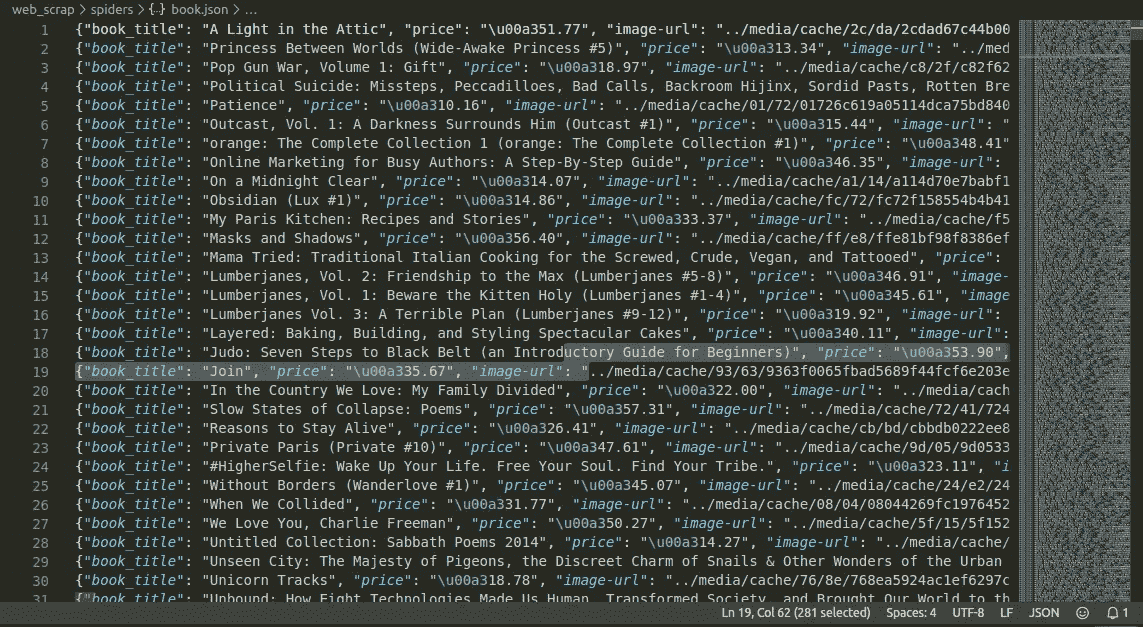 web_scrap > spiders > {..} book.json > ...
1 {"book_title": "A Light in the Attic", "price": "\u00a351.77", "image-url": "../media/cache/2c/da/2cdad67c44b00
2 {"book_title": "Princess Between Worlds (Wide-Awake Princess #5)", "price": "\u00a313.34", "image-url": "../med
3 {"book_title": "Pop Gun War, Volume 1: Gift", "price": "\u00a318.97", "image-url": "../media/cache/c8/2f/c82f62
4 {"book_title": "Political Suicide: Missteps, Peccadilloes, Bad Calls, Backroom Hijinx, Sordid Pasts, Rotten Bre
5 {"book_title": "Patience", "price": "\u00a310.16", "image-url": "../media/cache/01/72/01726c619a05114dca75bd840
6 {"book_title": "Outcast, Vol. 1: A Darkness Surrounds Him (Outcast #1)", "price": "\u00a315.44", "image-url": "
7 {"book_title": "orange: The Complete Collection 1 (orange: The Complete Collection #1)", "price": "\u00a348.41"
8 {"book_title": "Online Marketing for Busy Authors: A Step-By-Step Guide", "price": "\u00a346.35", "image-url":
9 {"book_title": "On a Midnight Clear", "price": "\u00a314.07", "image-url": "../media/cache/a1/14/a114d70e7babf1
10 {"book_title": "Obsidian (Lux #1)", "price": "\u00a314.86", "image-url": "../media/cache/fc/72/fc72f158554b4b41
11 {"book_title": "My Paris Kitchen: Recipes and Stories", "price": "\u00a333.37", "image-url": "../media/cache/f5
12 {"book_title": "Masks and Shadows", "price": "\u00a356.40", "image-url": "../media/cache/ff/e8/ffe81bf98f8386ef
13 {"book_title": "Mama Tried: Traditional Italian Cooking for the Screwed, Crude, Vegan, and Tattooed", "price":
14 {"book_title": "Lumberjanes, Vol. 2: Friendship to the Max (Lumberjanes #5-8)", "price": "\u00a346.91", "image-
15 {"book_title": "Lumberjanes, Vol. 1: Beware the Kitten Holy (Lumberjanes #1-4)", "price": "\u00a345.61", "image
16 {"book_title": "Lumberjanes Vol. 3: A Terrible Plan (Lumberjanes #9-12)", "price": "\u00a319.92", "image-url":
17 {"book_title": "Layered: Baking, Building, and Styling Spectacular Cakes", "price": "\u00a340.11", "image-url":
18 {"book_title": "Judo: Seven Steps to Black Belt (an Introductory Guide for Beginners)", "price": "\u00a353.90",
19 {"book_title": "Join", "price": "\u00a335.67", "image-url": "../media/cache/93/63/9363f0065fbad5689f44fcf6e203e
20 {"book_title": "In the Country We Love: My Family Divided", "price": "\u00a322.00", "image-url": "../media/cach
21 {"book_title": "Slow States of Collapse: Poems", "price": "\u00a357.31", "image-url": "../media/cache/72/41/724
22 {"book_title": "Reasons to Stay Alive", "price": "\u00a326.41", "image-url": "../media/cache/cb/bd/cbbdb0222ee8
23 {"book_title": "Private Paris (Private #10)", "price": "\u00a347.61", "image-url": "../media/cache/9d/05/9d0533
24 {"book_title": "#HigherSelfie: Wake Up Your Life. Free Your Soul. Find Your Tribe.", "price": "\u00a323.11", "i
25 {"book_title": "Without Borders (Wanderlove #1)", "price": "\u00a345.07", "image-url": "../media/cache/24/e2/24
26 {"book_title": "When We Collided", "price": "\u00a331.77", "image-url": "../media/cache/08/04/08044269fc1976452
27 {"book_title": "We Love You, Charlie Freeman", "price": "\u00a350.27", "image-url": "../media/cache/5f/15/5f152
28 {"book_title": "Untitled Collection: Sabbath Poems 2014", "price": "\u00a314.27", "image-url": "../media/cache/
29 {"book_title": "Unseen City: The Majesty of Pigeons, the Discreet Charm of Snails & Other Wonders of the Urban
30 {"book_title": "Unicorn Tracks", "price": "\u00a318.78", "image-url": "../media/cache/76/8e/768ea5924ac1ef6297c
31 {"book_title": "Unbound: How Eight Technologies Made Us Human, Transformed Society, and Brought Our World to th
Ln 19, Col 62 (281 selected) Spaces: 4 UTF-8 LF JSON 1